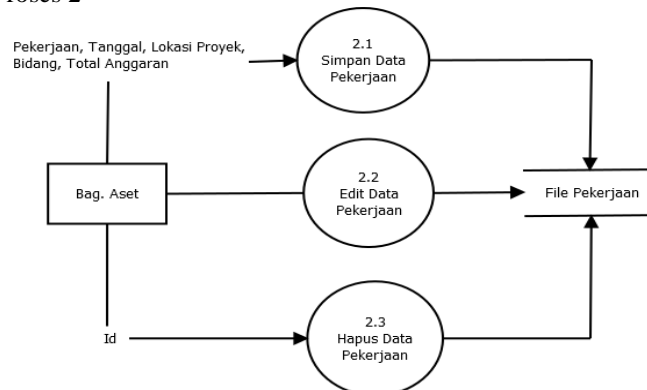 roses 2
Pekerjaan, Tanggal, Lokasi Proyek,
Bidang, Total Anggaran
2.1
Simpan Data
Pekerjaan
Bag. Aset
2.2
Edit Data
Pekerjaan
File Pekerjaan
Id
2.3
Hapus Data
Pekerjaan